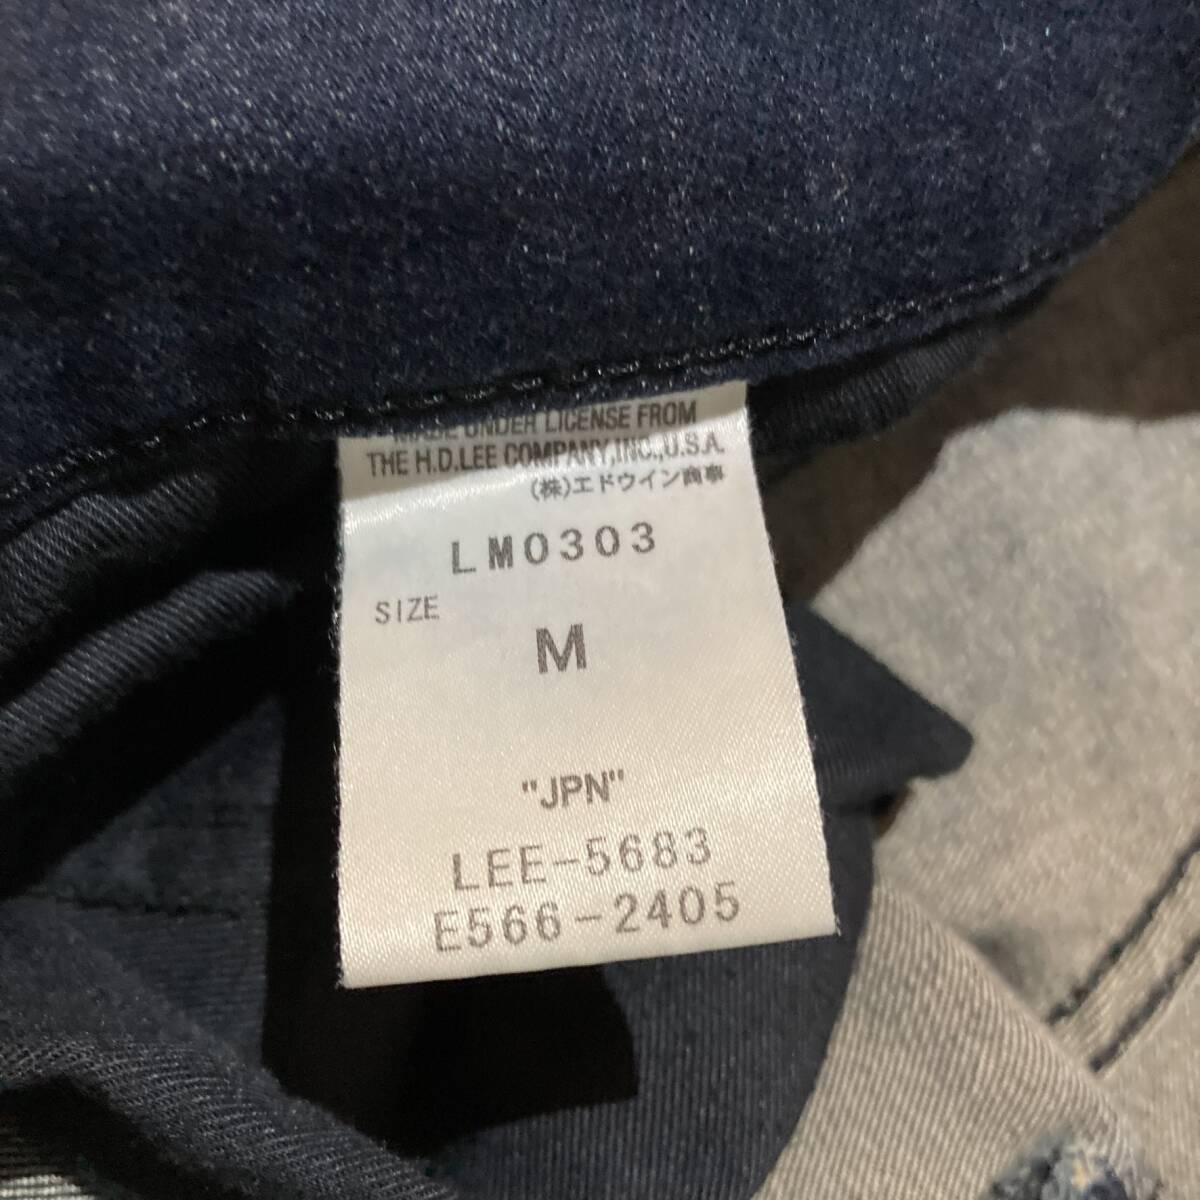 MADE UNDER LICENSE FROM
THE H.D.LEE COMPANY,INC.,U.S.A.
(株)エドウイン商事
LM0303
SIZE
M
"JPN"
LEE-5683
E566-2405